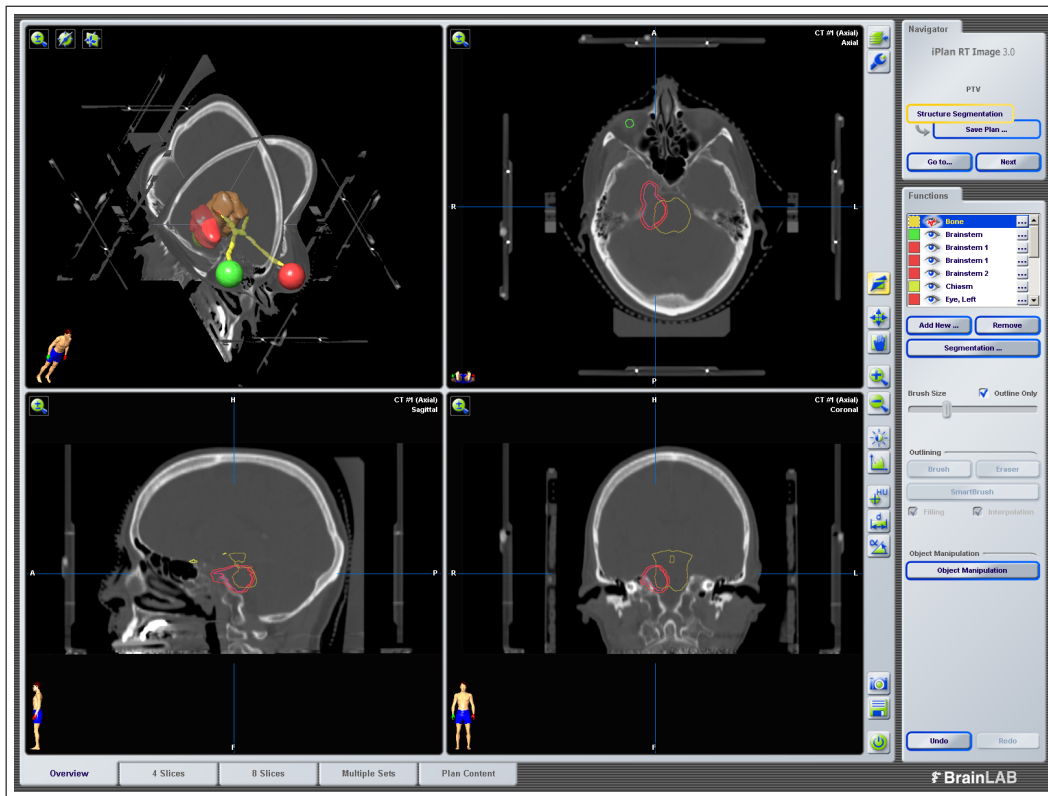 CT #1 (Axial)
Axial
A
R
L
P
CT #1 (Axial)
Sagittal
H
A
P
F
CT #1 (Axial)
Coronal
H
R
L
F
HU
d
Navigator
iPlan RT Image 3.0
PTV
Structure Segmentation
Save Plan ...
Go to...
Next
Functions
Bone ...
Brainstem ...
Brainstem 1 ...
Brainstem 1 ...
Brainstem 2 ...
Chiasm ...
Eye, Left ...
Add New ...
Remove
Segmentation ...
Brush Size
Outline Only
Outlining
Brush
Eraser
SmartBrush
Filling
Interpolation
Object Manipulation
Object Manipulation
Undo
Redo
Overview
4 Slices
8 Slices
Multiple Sets
Plan Content
BrainLAB